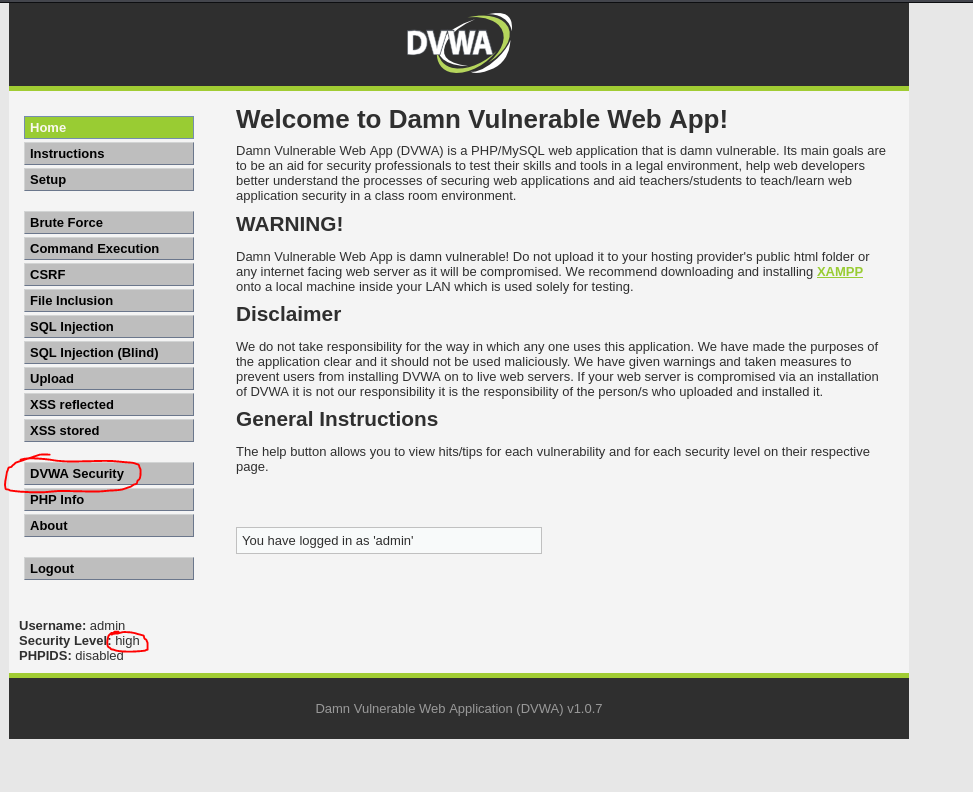 DVWA
Home
Instructions
Setup
Brute Force
Command Execution
CSRF
File Inclusion
SQL Injection
SQL Injection (Blind)
Upload
XSS reflected
XSS stored
DVWA Security
PHP Info
About
Logout
Username: admin
Security Level: high
PHPIDS: disabled
Welcome to Damn Vulnerable Web App!
Damn Vulnerable Web App (DVWA) is a PHP/MySQL web application that is damn vulnerable. Its main goals are
to be an aid for security professionals to test their skills and tools in a legal environment, help web developers
better understand the processes of securing web applications and aid teachers/students to teach/learn web
application security in a class room environment.
WARNING!
Damn Vulnerable Web App is damn vulnerable! Do not upload it to your hosting provider's public html folder or
any internet facing web server as it will be compromised. We recommend downloading and installing XAMPP
onto a local machine inside your LAN which is used solely for testing.
Disclaimer
We do not take responsibility for the way in which any one uses this application. We have made the purposes of
the application clear and it should not be used maliciously. We have given warnings and taken measures to
prevent users from installing DVWA on to live web servers. If your web server is compromised via an installation
of DVWA it is not our responsibility it is the responsibility of the person/s who uploaded and installed it.
General Instructions
The help button allows you to view hits/tips for each vulnerability and for each security level on their respective
page.
You have logged in as 'admin'
Damn Vulnerable Web Application (DVWA) v1.0.7